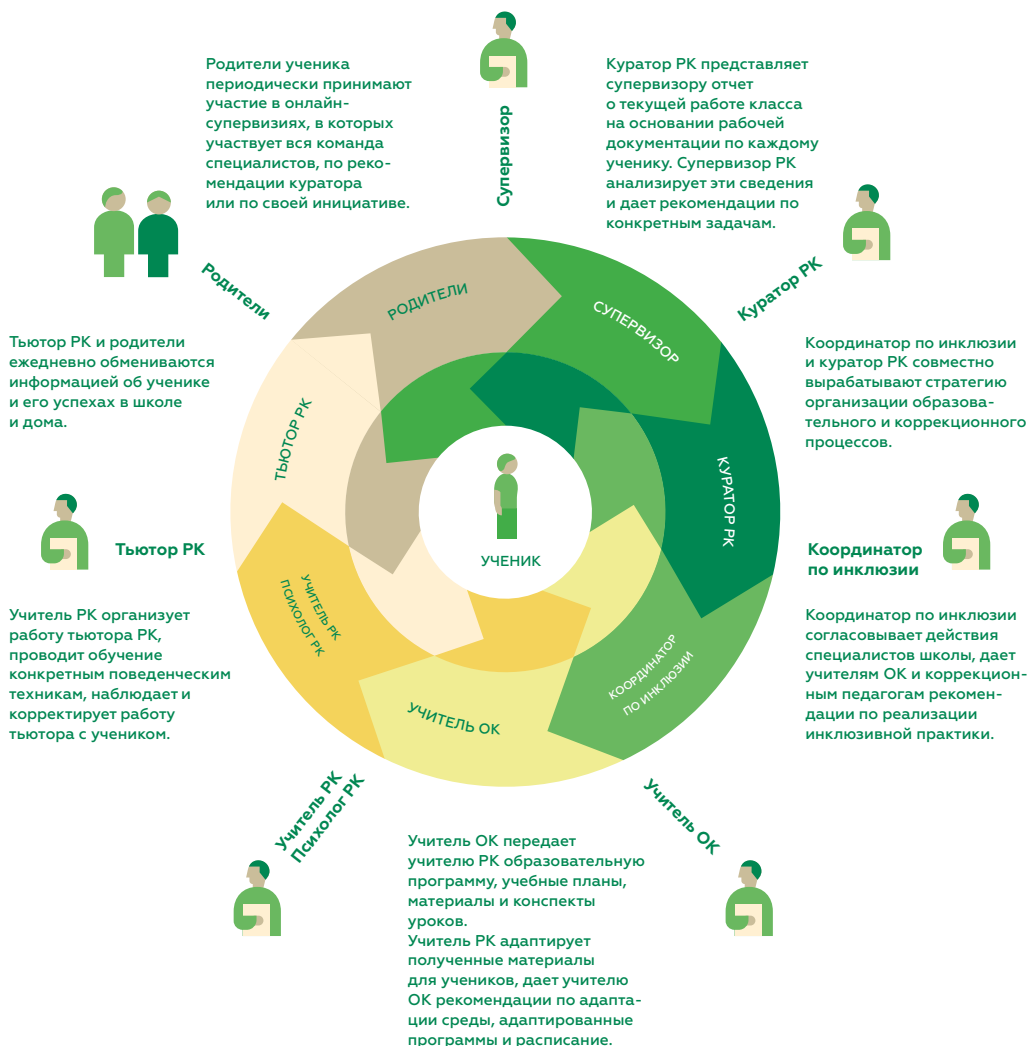 Родители ученика
периодически принимают
участие в онлайн-
супервизиях, в которых
участвует вся команда
специалистов, по реко-
мендации куратора
или по своей инициативе.
Супервизор
Куратор РК представляет
супервизору отчет
о текущей работе класса
на основании рабочей
документации по каждому
ученику. Супервизор РК
анализирует эти сведения
и дает рекомендации по
конкретным задачам.
Родители
Куратор РК
РОДИТЕЛИ
СУПЕРВИЗОР
Тьютор РК и родители
ежедневно обмениваются
информацией об ученике
и его успехах в школе
и дома.
Координатор по инклюзии
и куратор РК совместно
вырабатывают стратегию
организации образова-
тельного и коррекционного
процессов.
ТЬЮТОР РК
КУРАТОР РК
УЧЕНИК
Тьютор РК
Координатор
по инклюзии
УЧИТЕЛЬ РК
ПСИХОЛОГ РК
КООРДИНАТОР
ПО ИНКЛЮЗИИ
УЧИТЕЛЬ ОК
Учитель РК организует
работу тьютора РК,
проводит обучение
конкретным поведенческим
техникам, наблюдает и
корректирует работу
тьютора с учеником.
Координатор по инклюзии
согласовывает действия
специалистов школы, дает
учителям ОК и коррекцион-
ным педагогам рекомен-
дации по реализации
инклюзивной практики.
Учитель РК
Психолог РК
Учитель ОК
Учитель ОК передает
учителю РК образовательную
программу, учебные планы,
материалы и конспекты
уроков.
Учитель РК адаптирует
полученные материалы
для учеников, дает учителю
ОК рекомендации по адапта-
ции среды, адаптированные
программы и расписание.